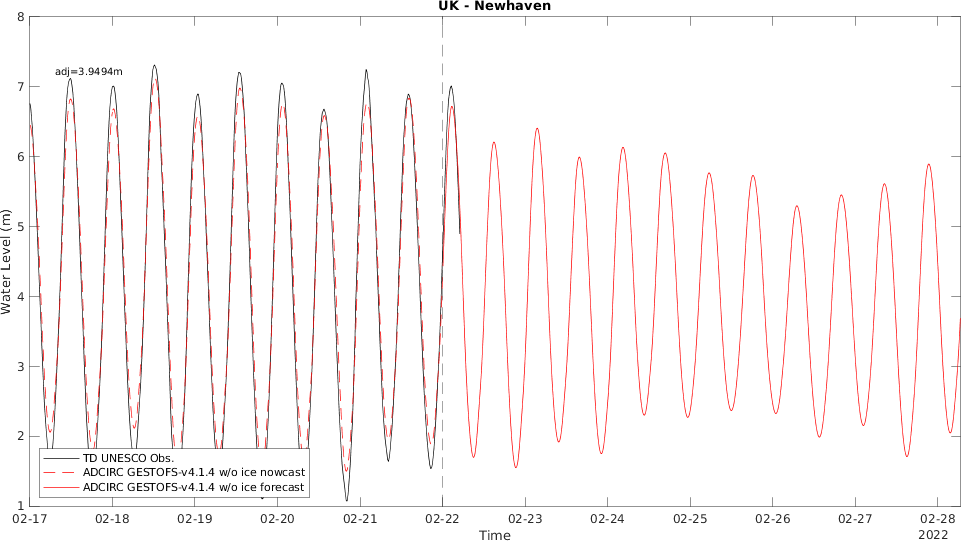 UK - Newhaven
8
7
6
5
4
3
2
1
Water Level (m)
adj=3.9494m
TD UNESCO Obs.
ADCIRC GESTOFS-v4.1.4 w/o ice nowcast
ADCIRC GESTOFS-v4.1.4 w/o ice forecast
02-17 02-18 02-19 02-20 02-21 02-22 02-23 02-24 02-25 02-26 02-27 02-28
Time
2022